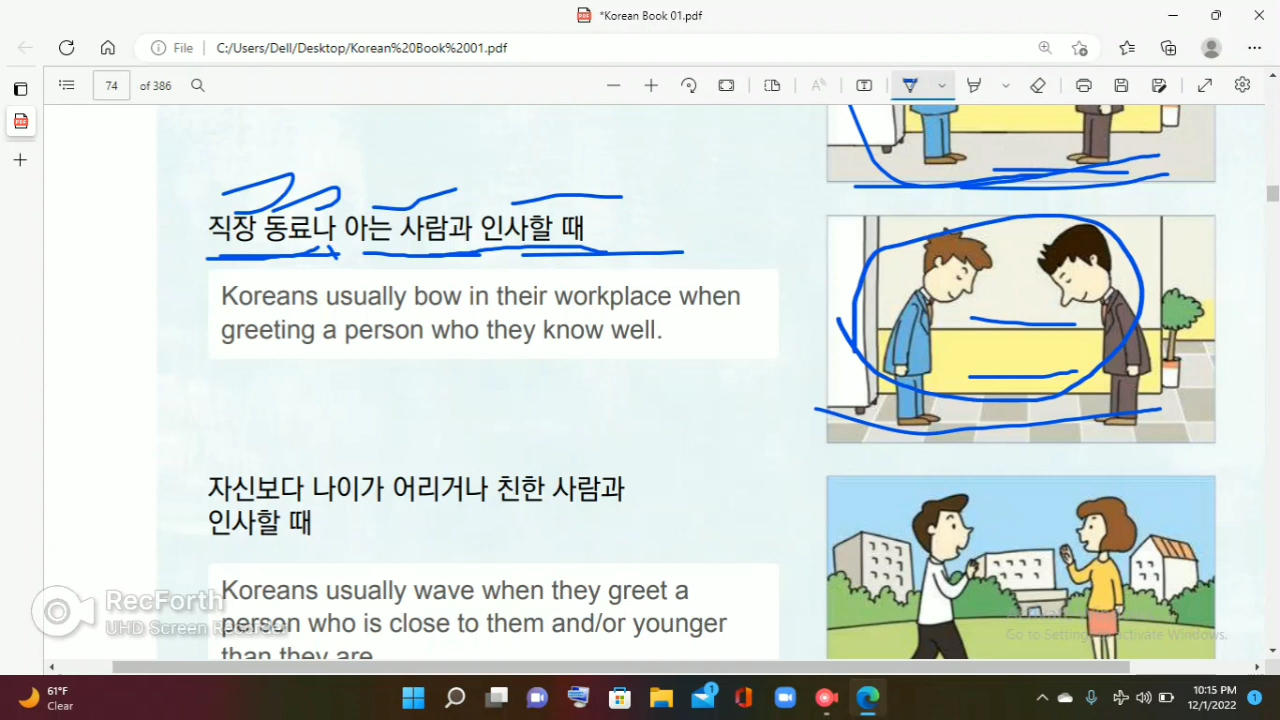 *Korean Book 01.pdf
File
C:/Users/Dell/Desktop/Korean%20Book%2001.pdf
74 of 386
직장 동료나 아는 사람과 인사할 때
Koreans usually bow in their workplace when
greeting a person who they know well.
자신보다 나이가 어리거나 친한 사람과
인사할 때
Koreans usually wave when they greet a
person who is close to them and/or younger
than they are
RecForth
UHD Screen Recorder
Go to Settings to activate Windows.
61°F
Clear
1
10:15 PM
12/1/2022
1